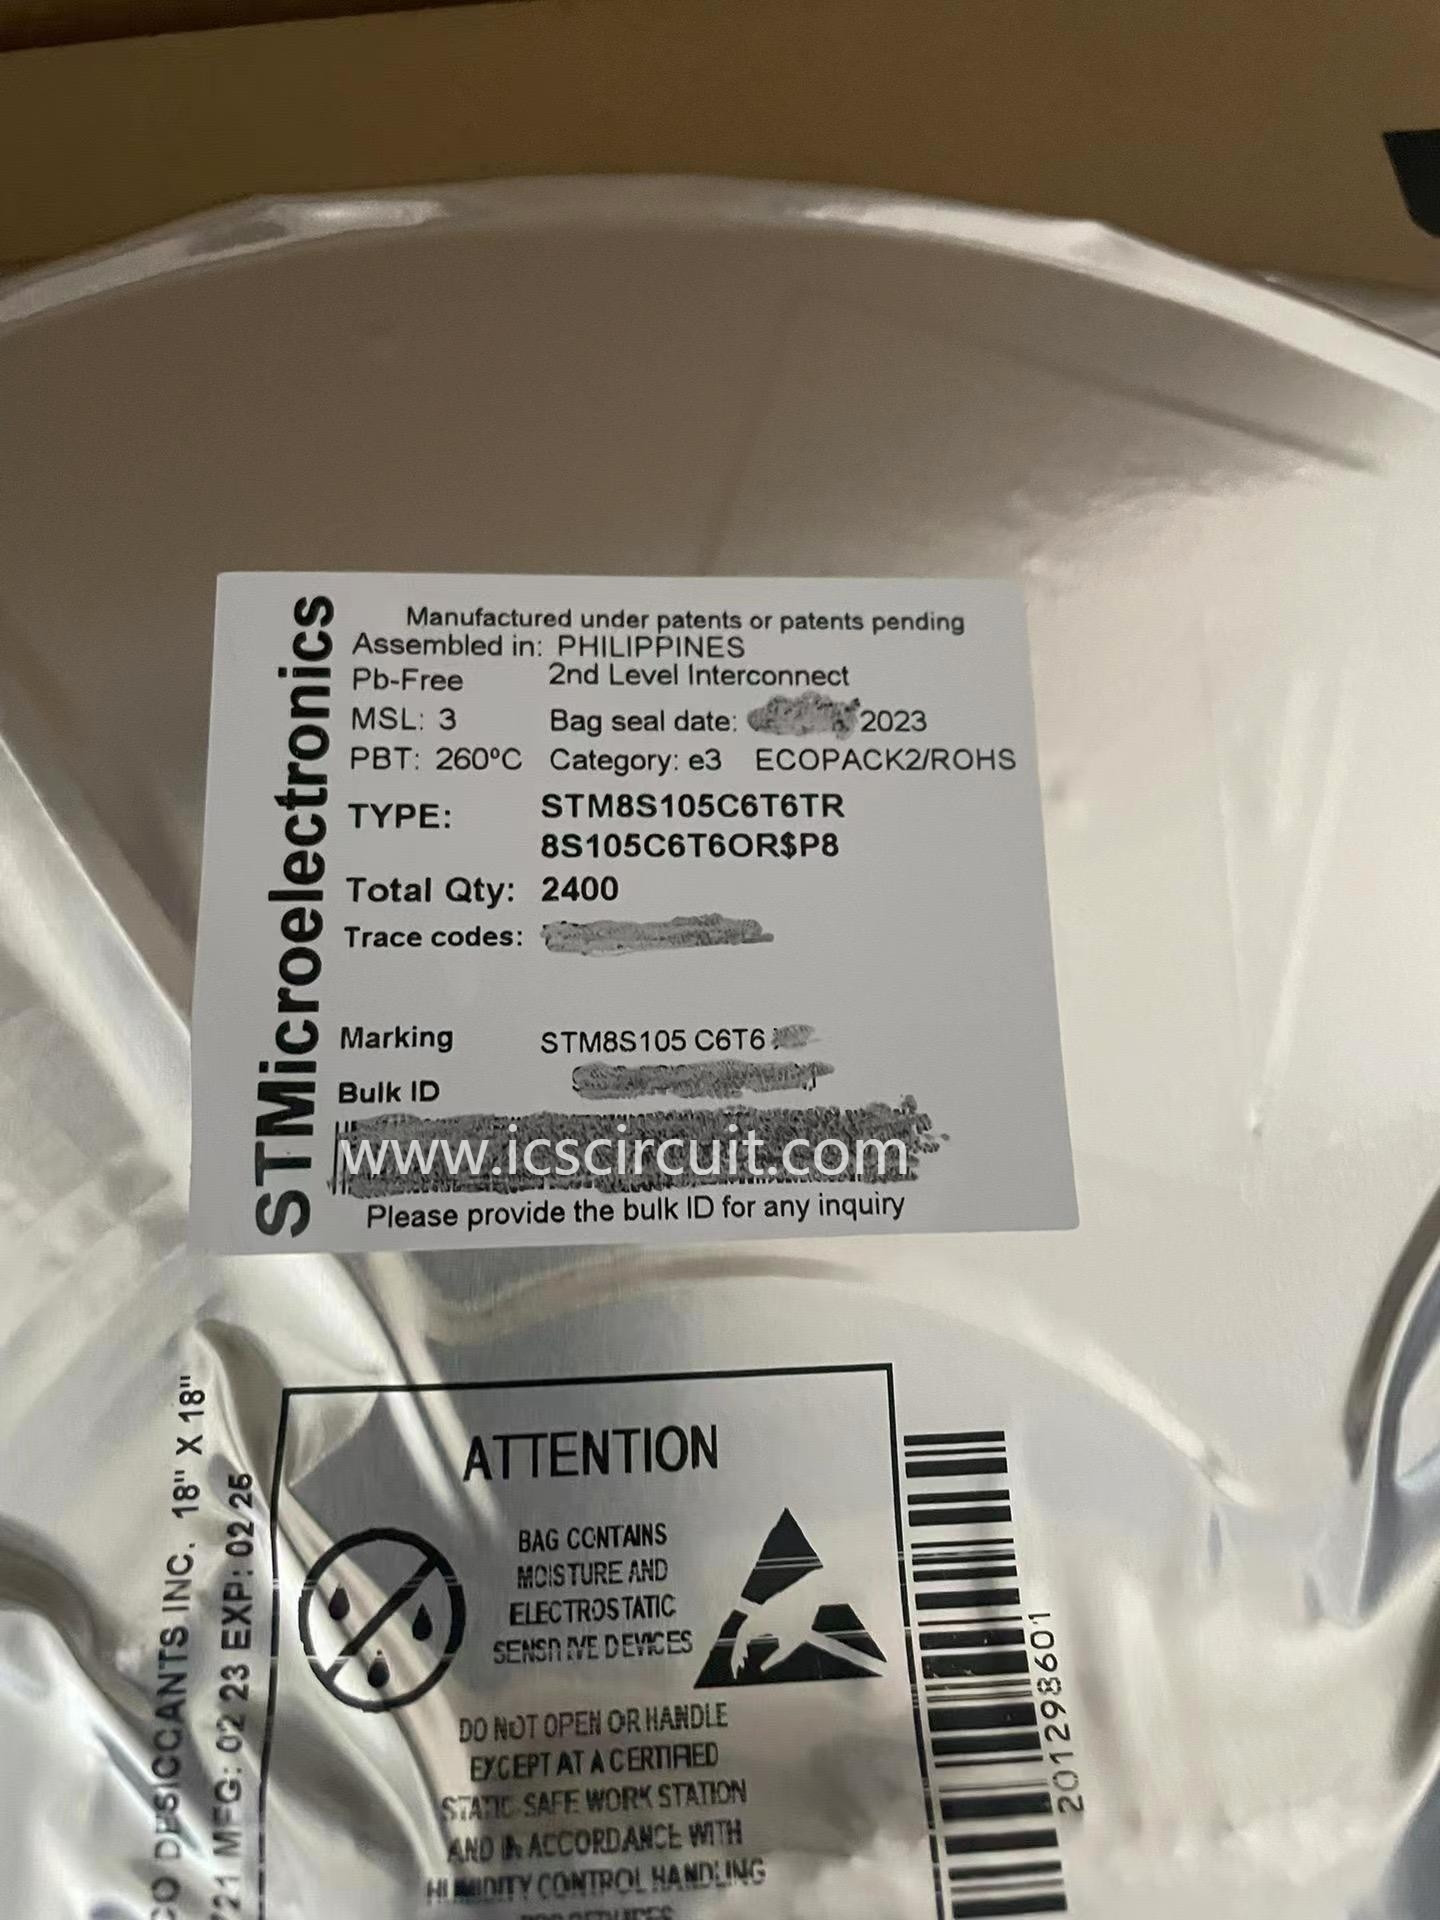 STMicroelectronics
Manufactured under patents or patents pending
Assembled in: PHILIPPINES
Pb-Free 2nd Level Interconnect
MSL: 3 Bag seal date: 2023
PBT: 260ºC Category: e3 ECOPACK2/ROHS
TYPE: STM8S105C6T6TR
8S105C6T6OR$P8
Total Qty: 2400
Trace codes:
Marking STM8S105 C6T6
Bulk ID
www.icscircuit.com
Please provide the bulk ID for any inquiry
DESICCANTS INC. 18" X 18"
MFG: 02 23 EXP: 02/25
ATTENTION
BAG CONTAINS
MOISTURE AND
ELECTROSTATIC
SENSITIVE DEVICES
DO NOT OPEN OR HANDLE
EXCEPT AT A CERTIFIED
STATIC SAFE WORK STATION
AND IN ACCORDANCE WITH
HUMIDITY CONTROL HANDLING
201298601